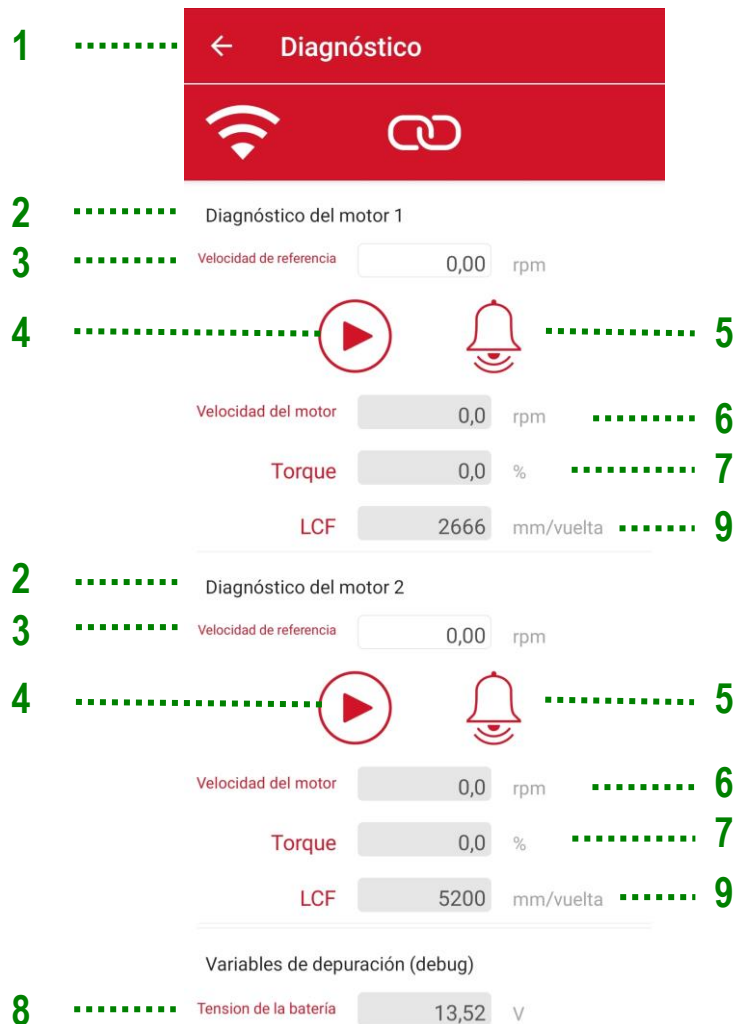 1 Diagnóstico
2 Diagnóstico del motor 1
3 Velocidad de referencia 0,00 rpm
4 5
Velocidad del motor 0,0 rpm 6
Torque 0,0 % 7
LCF 2666 mm/vuelta 9
2 Diagnóstico del motor 2
3 Velocidad de referencia 0,00 rpm
4 5
Velocidad del motor 0,0 rpm 6
Torque 0,0 % 7
LCF 5200 mm/vuelta 9
Variables de depuración (debug)
8 Tension de la batería 13,52 V